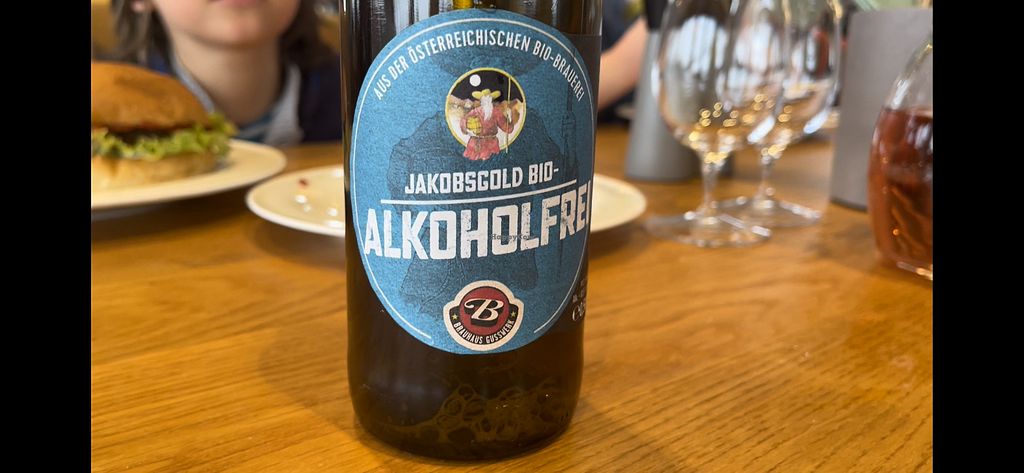 AUS DER ÖSTERREICHISCHEN BIO-BRAUEREI
JAKOBSGOLD BIO-
ALKOHOLFREI
B
BRAUHAUS GUSSWERK